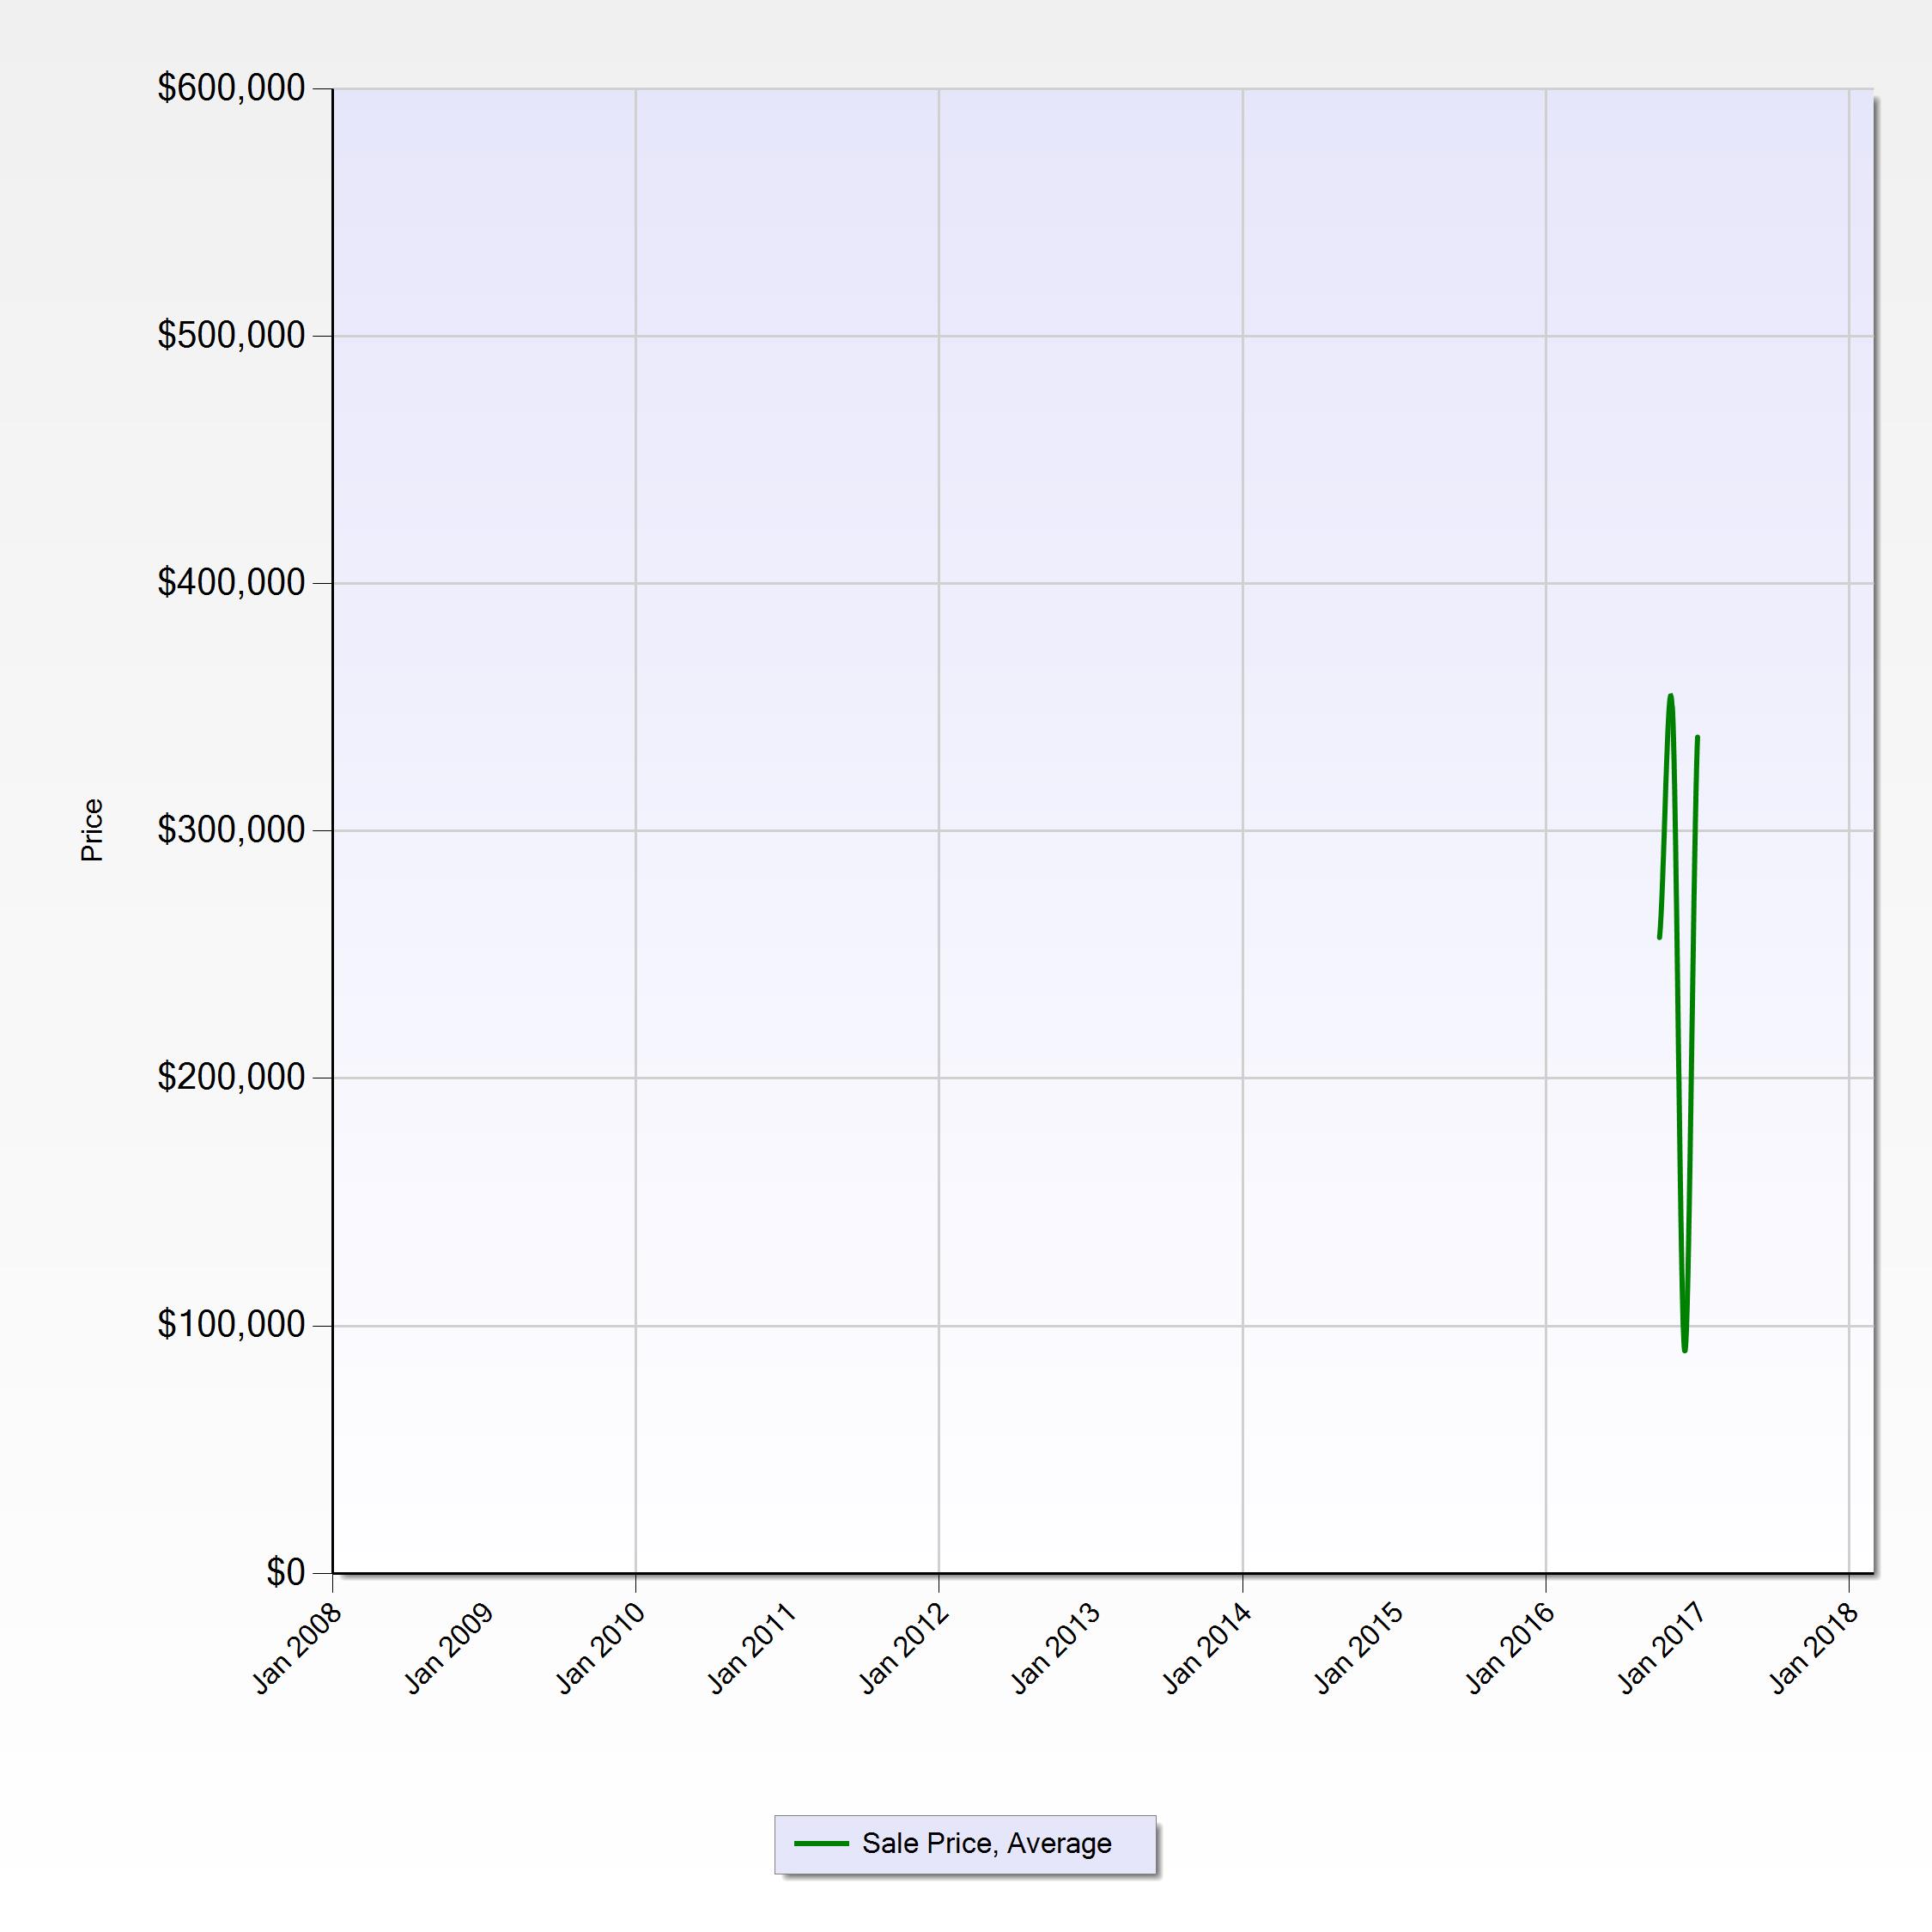 $600,000
$500,000
$400,000
$300,000
$200,000
$100,000
$0
Price
Jan 2008
Jan 2009
Jan 2010
Jan 2011
Jan 2012
Jan 2013
Jan 2014
Jan 2015
Jan 2016
Jan 2017
Jan 2018
Sale Price, Average